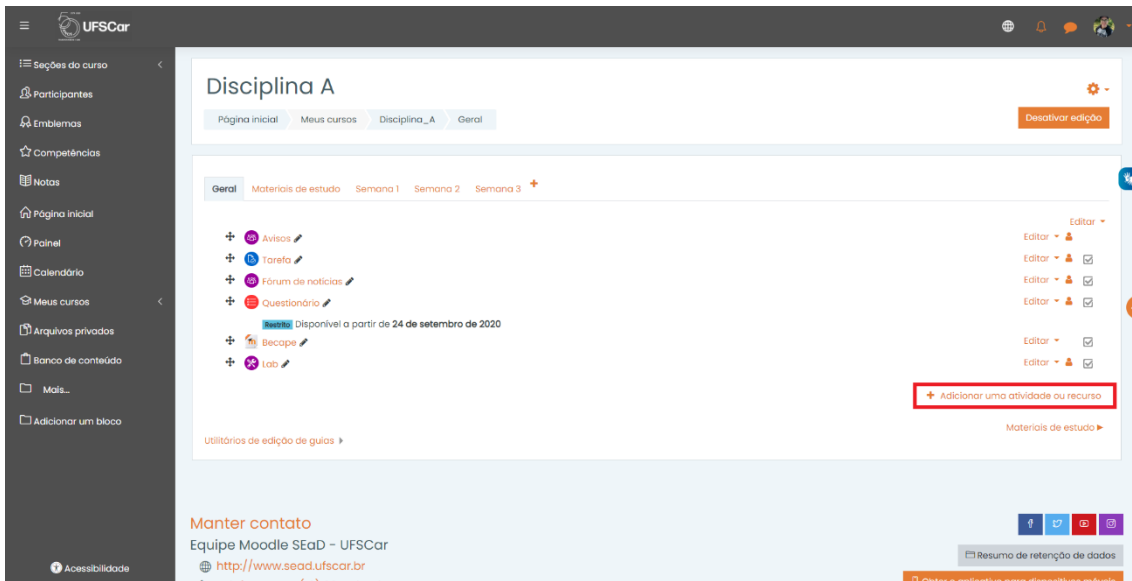 UFSCar
Seções do curso
Participantes
Emblemas
Competências
Notas
Página inicial
Painel
Calendário
Meus cursos
Arquivos privados
Banco de conteúdo
Mais...
Adicionar um bloco
Acessibilidade
Disciplina A
Página inicial Meus cursos Disciplina_A Geral
Desativar edição
Geral Materiais de estudo Semana 1 Semana 2 Semana 3
Editar
Avisos Editar
Tarefa Editar
Fórum de notícias Editar
Questionário Editar
Restrito Disponível a partir de 24 de setembro de 2020
Becape Editar
Lab Editar
Adicionar uma atividade ou recurso
Materiais de estudo
Utilitários de edição de guias
Manter contato
Equipe Moodle SEaD - UFSCar
http://www.sead.ufscar.br
Resumo de retenção de dados